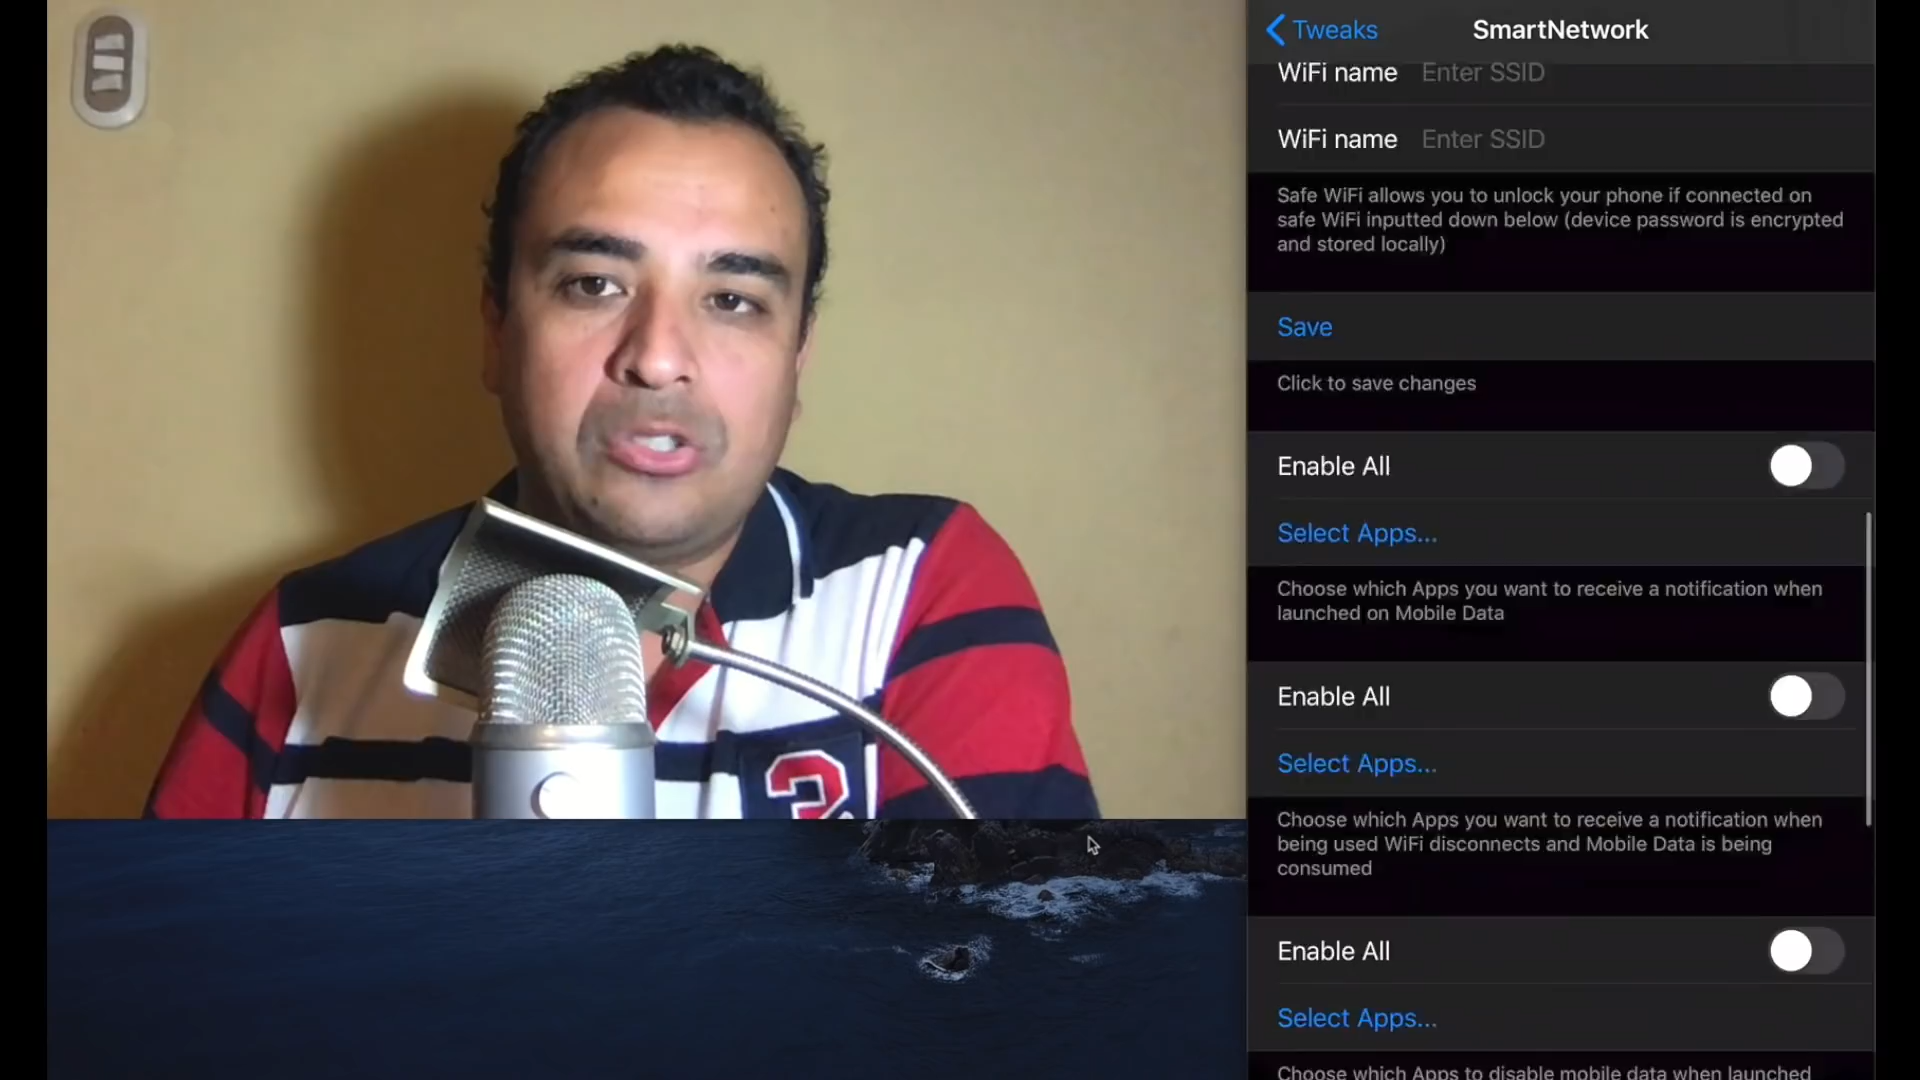 Tweaks
SmartNetwork
WiFi name Enter SSID
WiFi name Enter SSID
Safe WiFi allows you to unlock your phone if connected on
safe WiFi inputted down below (device password is encrypted
and stored locally)
Save
Click to save changes
Enable All
Select Apps...
Choose which Apps you want to receive a notification when
launched on Mobile Data
Enable All
Select Apps...
Choose which Apps you want to receive a notification when
being used WiFi disconnects and Mobile Data is being
consumed
Enable All
Select Apps...
Choose which Apps to disable mobile data when launched
2